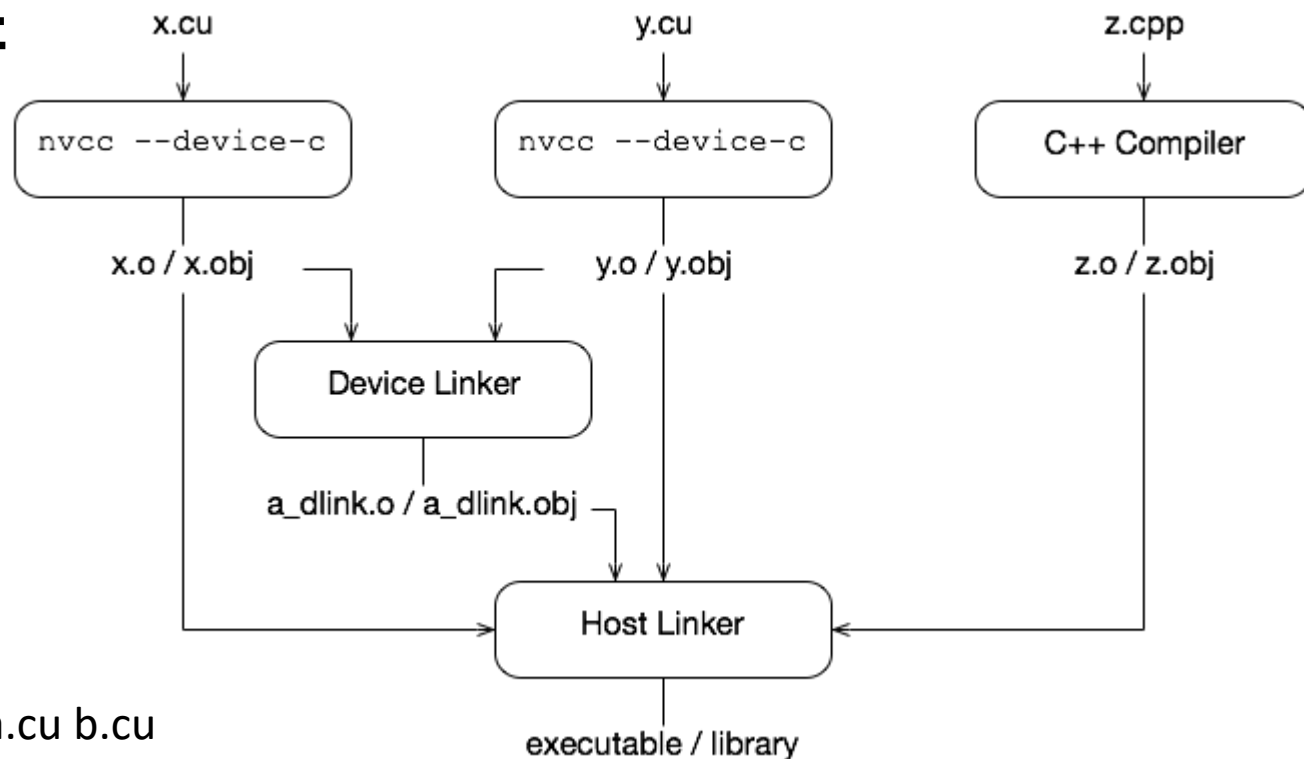 :
x.cu y.cu z.cpp
nvcc --device-c nvcc --device-c C++ Compiler
x.o / x.obj y.o / y.obj z.o / z.obj
Device Linker
a_dlink.o / a_dlink.obj
Host Linker
.cu b.cu
executable / library